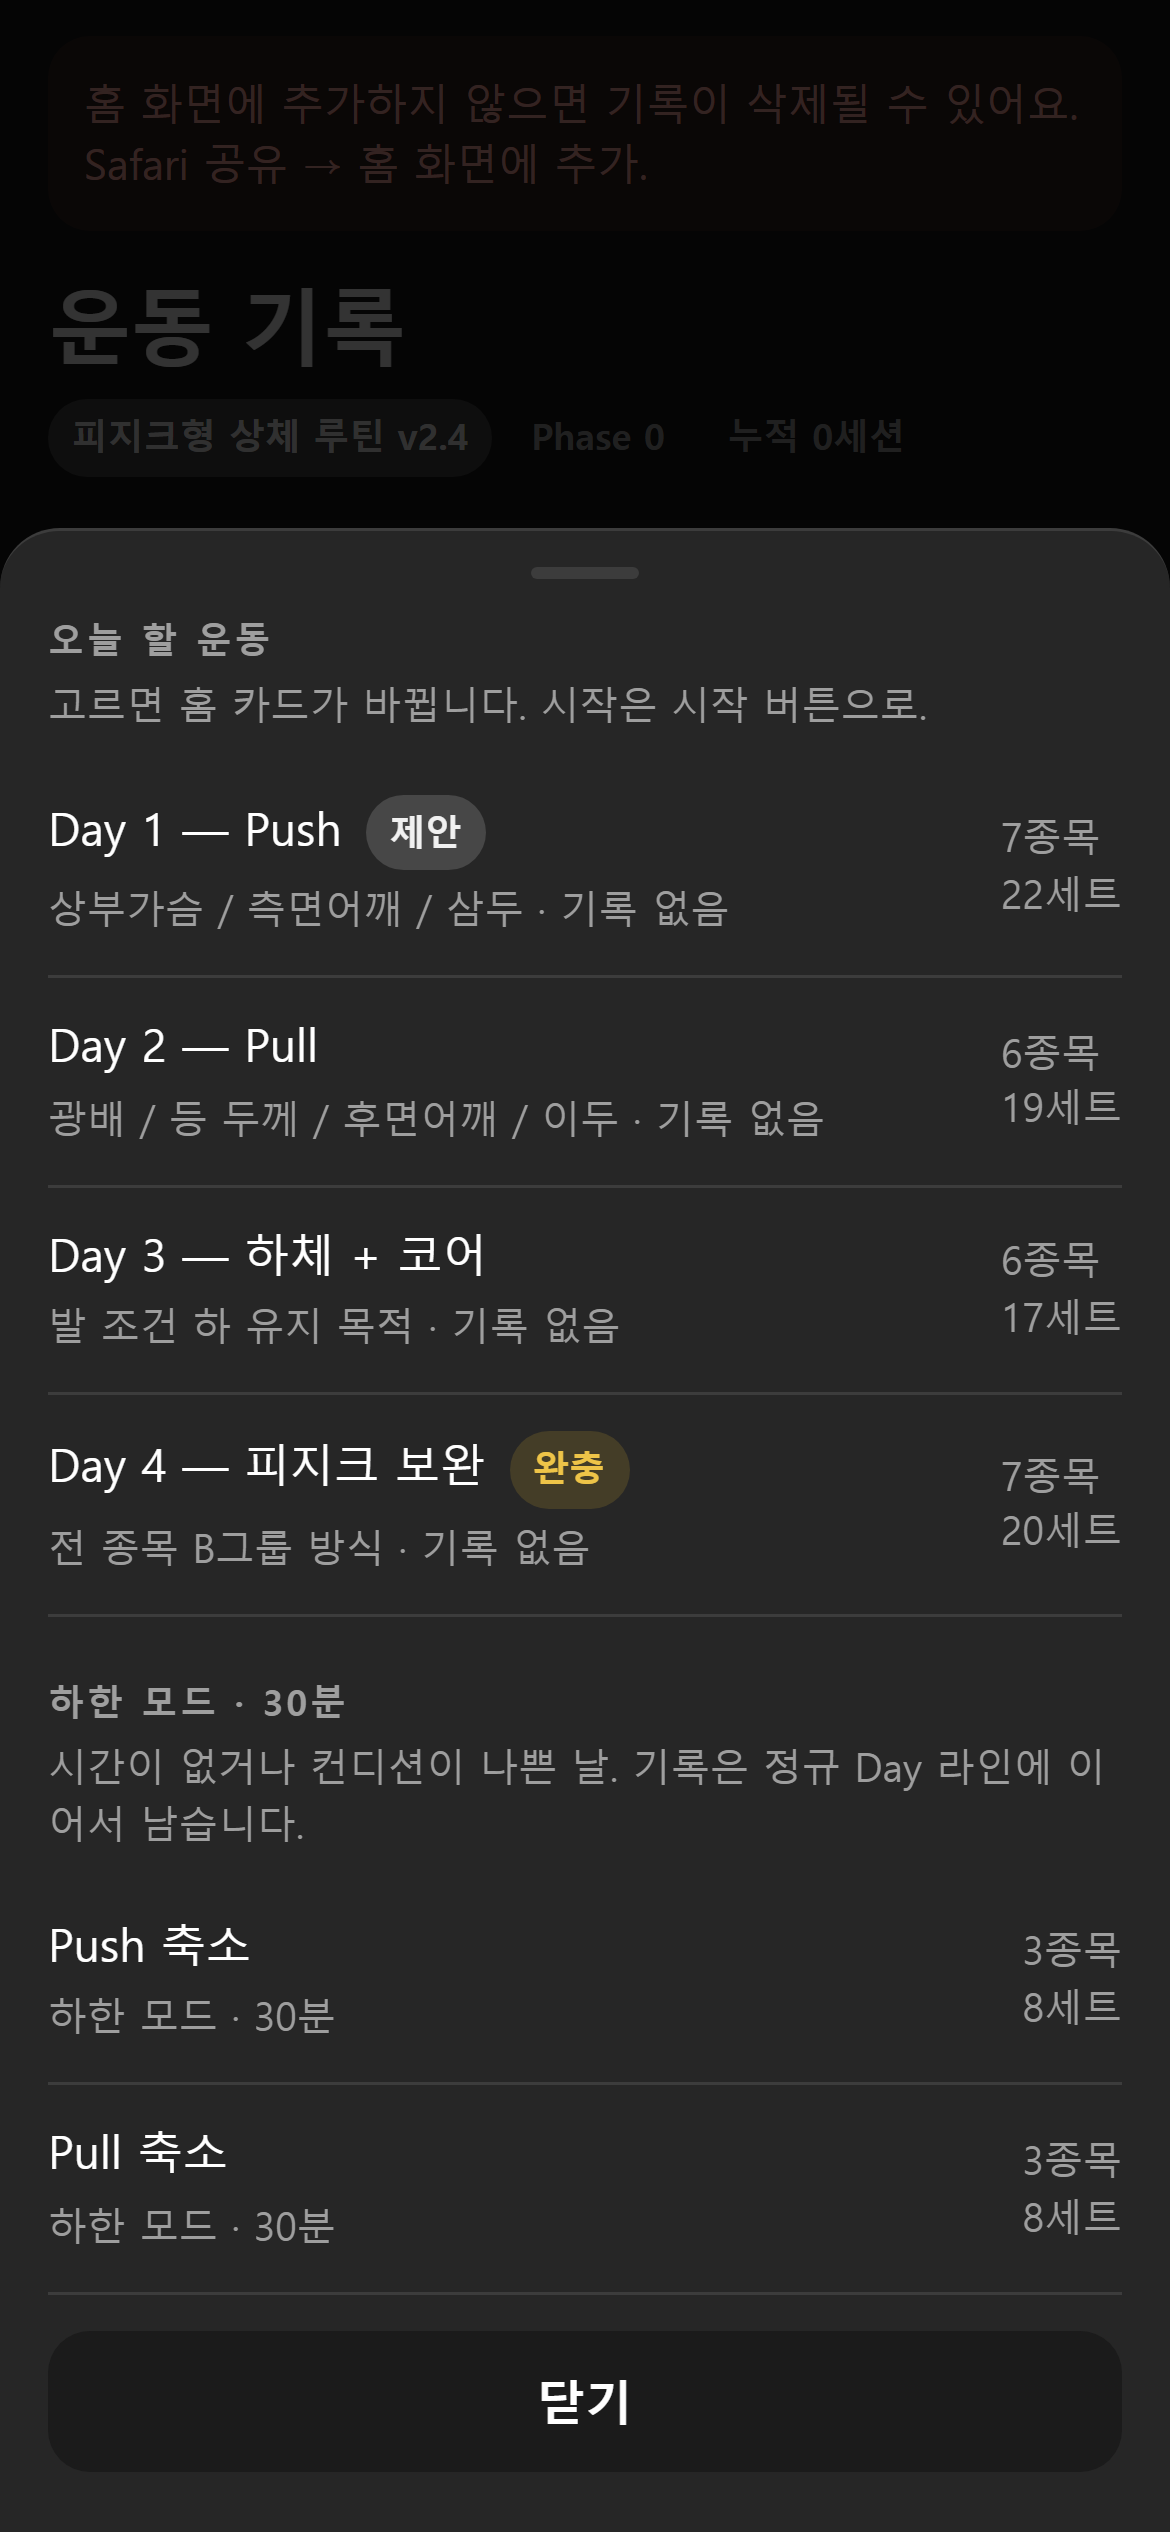 홈 화면에 추가하지 않으면 기록이 삭제될 수 있어요.
Safari 공유 → 홈 화면에 추가.
운동 기록
피지크형 상체 루틴 v2.4 Phase 0 누적 0세션
오늘 할 운동
고르면 홈 카드가 바뀝니다. 시작은 시작 버튼으로.
Day 1 — Push 제안
7종목
상부가슴 / 측면어깨 / 삼두 · 기록 없음
22세트
Day 2 — Pull
6종목
광배 / 등 두께 / 후면어깨 / 이두 · 기록 없음
19세트
Day 3 — 하체 + 코어
6종목
발 조건 하 유지 목적 · 기록 없음
17세트
Day 4 — 피지크 보완 완충
7종목
전 종목 B그룹 방식 · 기록 없음
20세트
하한 모드 · 30분
시간이 없거나 컨디션이 나쁜 날. 기록은 정규 Day 라인에 이
어서 남습니다.
Push 축소
3종목
하한 모드 · 30분
8세트
Pull 축소
3종목
하한 모드 · 30분
8세트
닫기